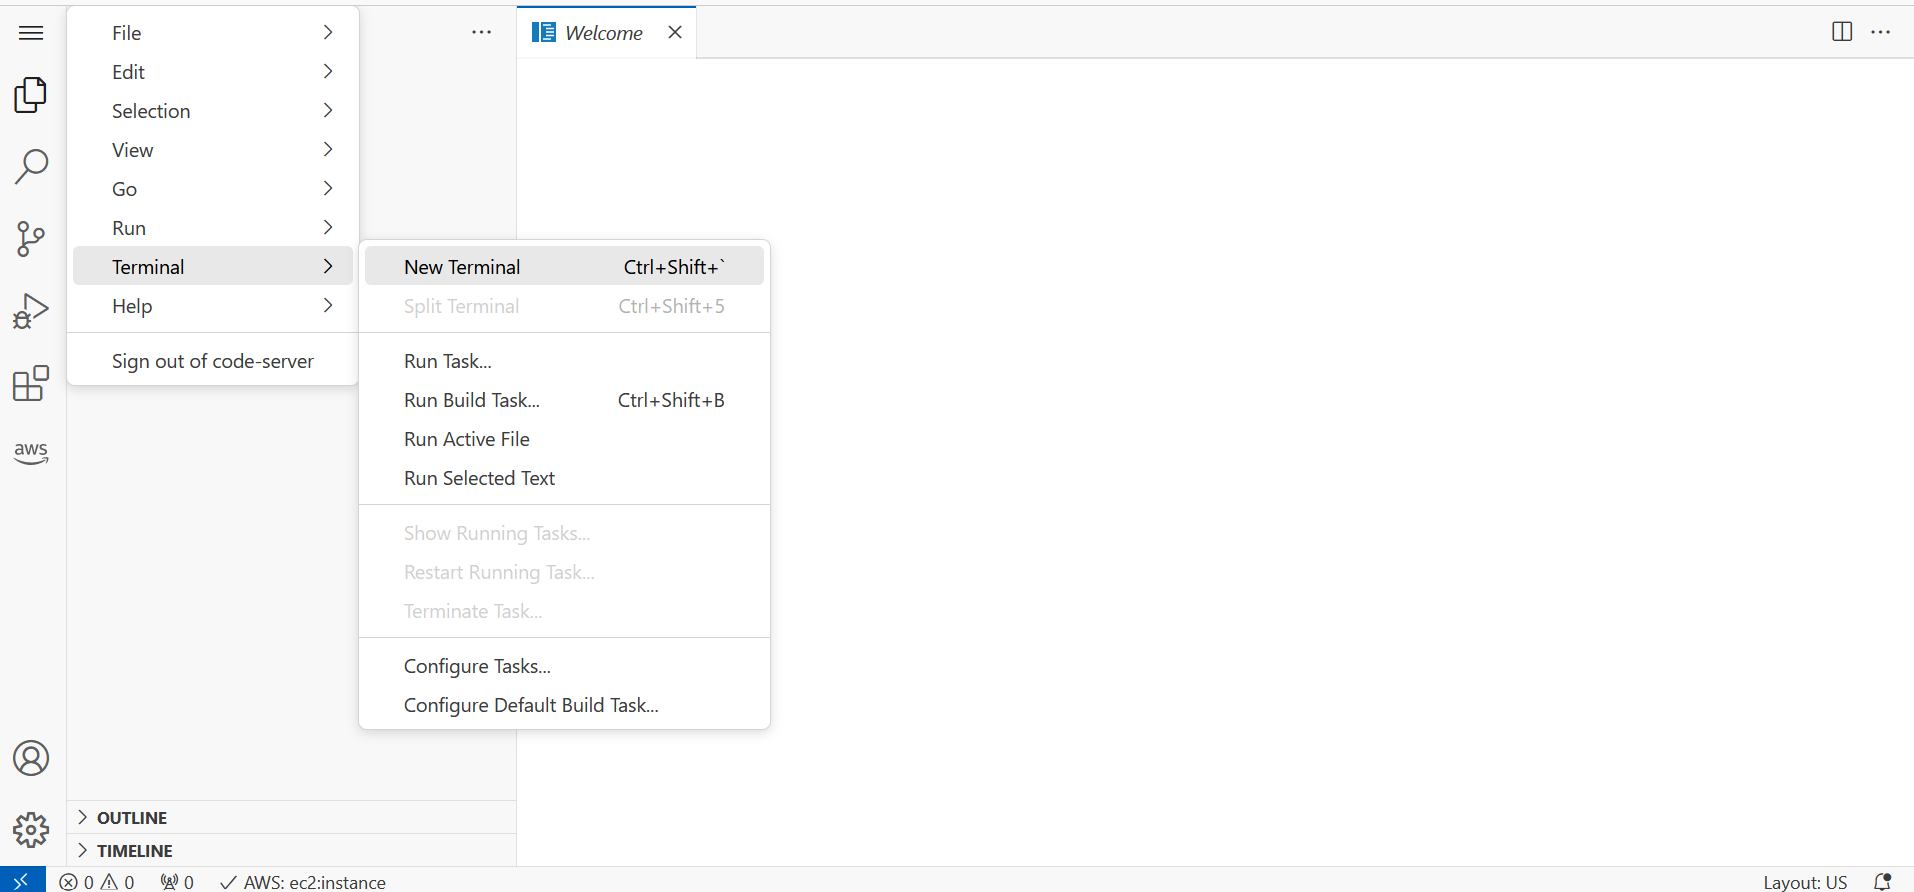 File
Edit
Selection
View
Go
Run
Terminal
Help
Sign out of code-server
Welcome
New Terminal Ctrl+Shift+`
Split Terminal Ctrl+Shift+5
Run Task...
Run Build Task... Ctrl+Shift+B
Run Active File
Run Selected Text
Show Running Tasks...
Restart Running Task...
Terminate Task...
Configure Tasks...
Configure Default Build Task...
aws
OUTLINE
TIMELINE
0 0 0 AWS: ec2:instance Layout: US